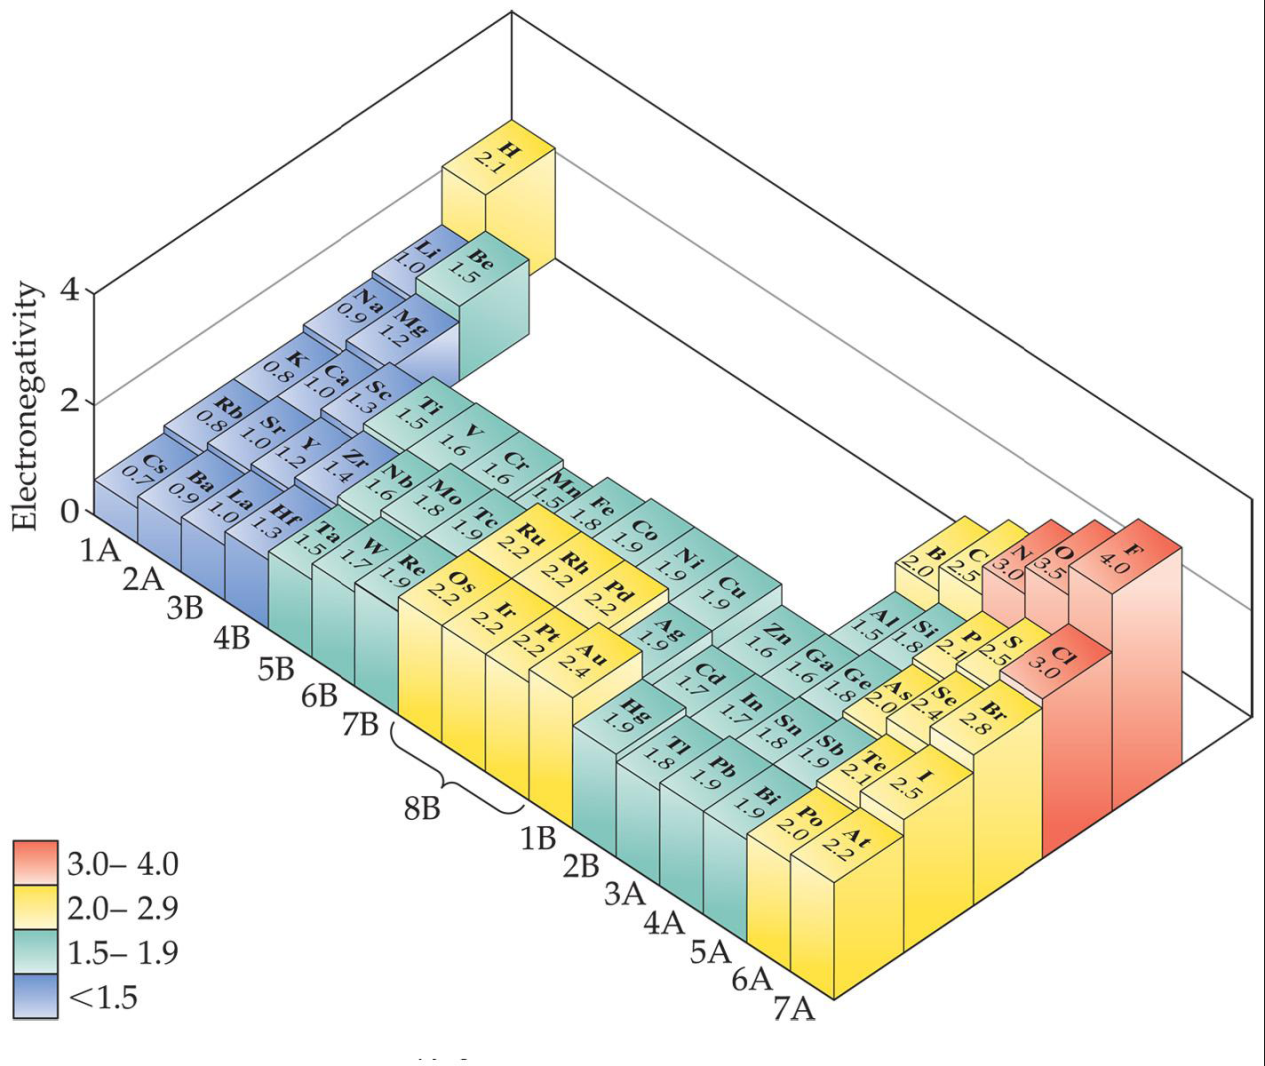 H
2.1
Li
1.0
Be
1.5
Na
0.9
Mg
1.2
K
0.8
Ca
1.0
Sc
1.3
Ti
1.5
V
1.6
Cr
1.6
Mn
1.5
Fe
1.8
Co
1.9
Ni
1.9
Cu
1.9
Zn
1.6
Ga
1.6
Ge
1.8
As
2.0
Se
2.4
Br
2.8
B
2.0
C
2.5
N
3.0
O
3.5
F
4.0
Al
1.5
Si
1.8
P
2.1
S
2.5
Cl
3.0
Rb
0.8
Sr
1.0
Y
1.2
Zr
1.4
Nb
1.6
Mo
1.8
Tc
1.9
Ru
2.2
Rh
2.2
Pd
2.2
Ag
1.9
Cd
1.7
In
1.7
Sn
1.8
Sb
1.9
Te
2.1
I
2.5
Cs
0.7
Ba
0.9
La
1.0
Hf
1.3
Ta
1.5
W
1.7
Re
1.9
Os
2.2
Ir
2.2
Pt
2.2
Au
2.4
Hg
1.9
Tl
1.8
Pb
1.9
Bi
1.9
Po
2.0
At
2.2
Electronegativity
4
2
0
1A
2A
3B
4B
5B
6B
7B
8B
1B
2B
3A
4A
5A
6A
7A
3.0– 4.0
2.0– 2.9
1.5– 1.9
<1.5